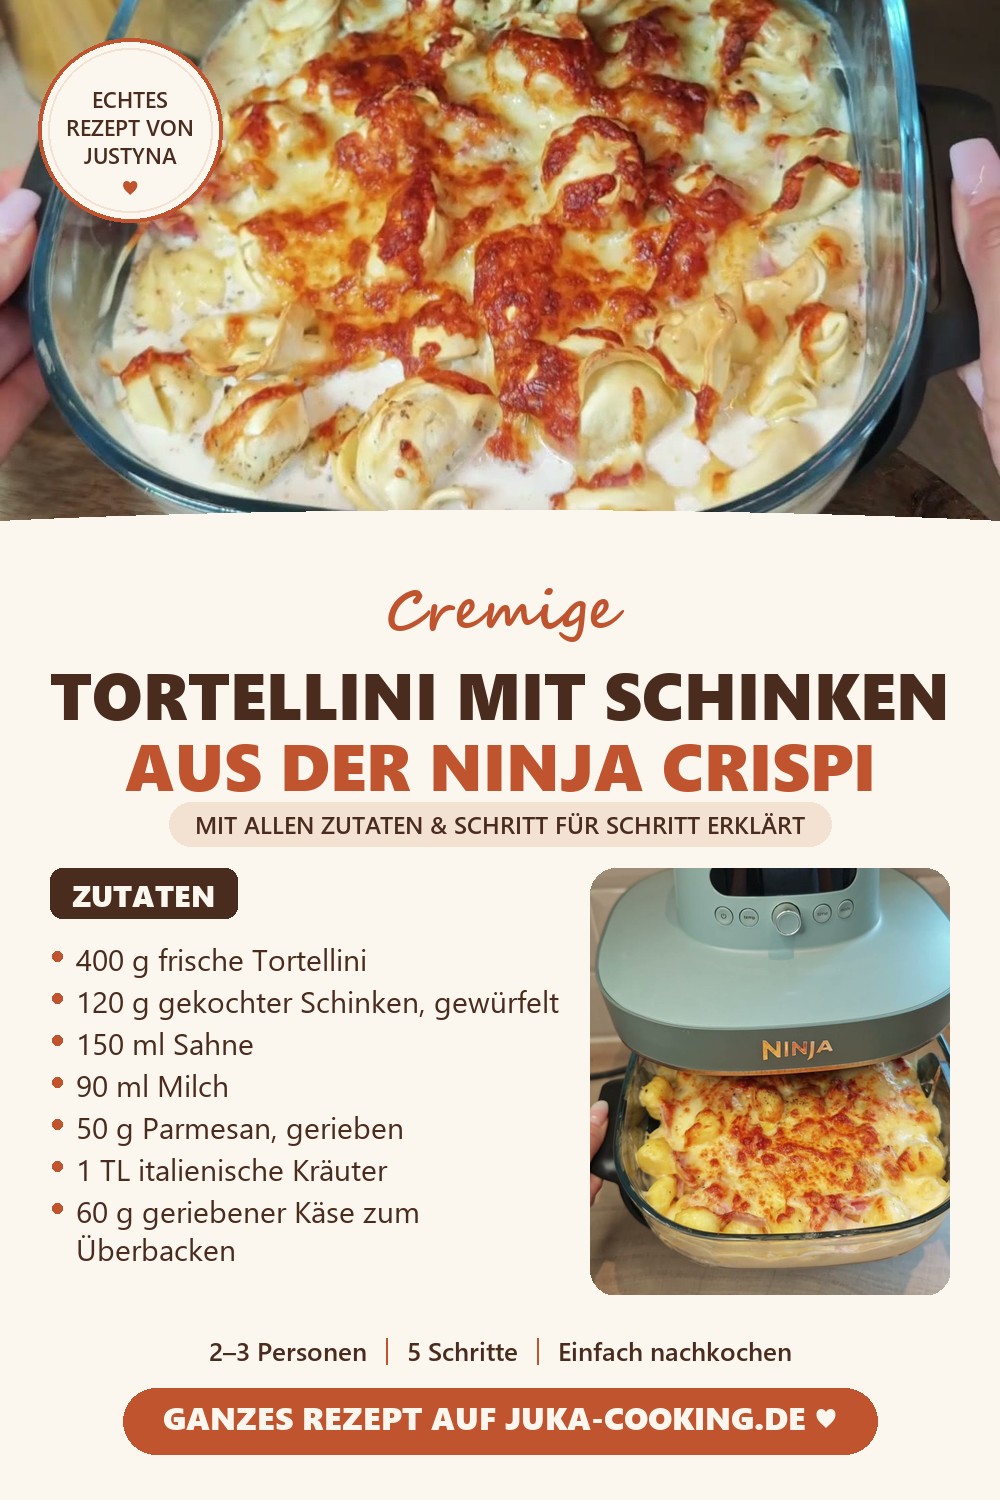 ECHTES
REZEPT VON
JUSTYNA
Cremige
TORTELLINI MIT SCHINKEN
AUS DER NINJA CRISPI
MIT ALLEN ZUTATEN & SCHRITT FÜR SCHRITT ERKLÄRT
ZUTATEN
• 400 g frische Tortellini
• 120 g gekochter Schinken, gewürfelt
• 150 ml Sahne
• 90 ml Milch
• 50 g Parmesan, gerieben
• 1 TL italienische Kräuter
• 60 g geriebener Käse zum
Überbacken
NINJA
2–3 Personen | 5 Schritte | Einfach nachkochen
GANZES REZEPT AUF JUKA-COOKING.DE ♥